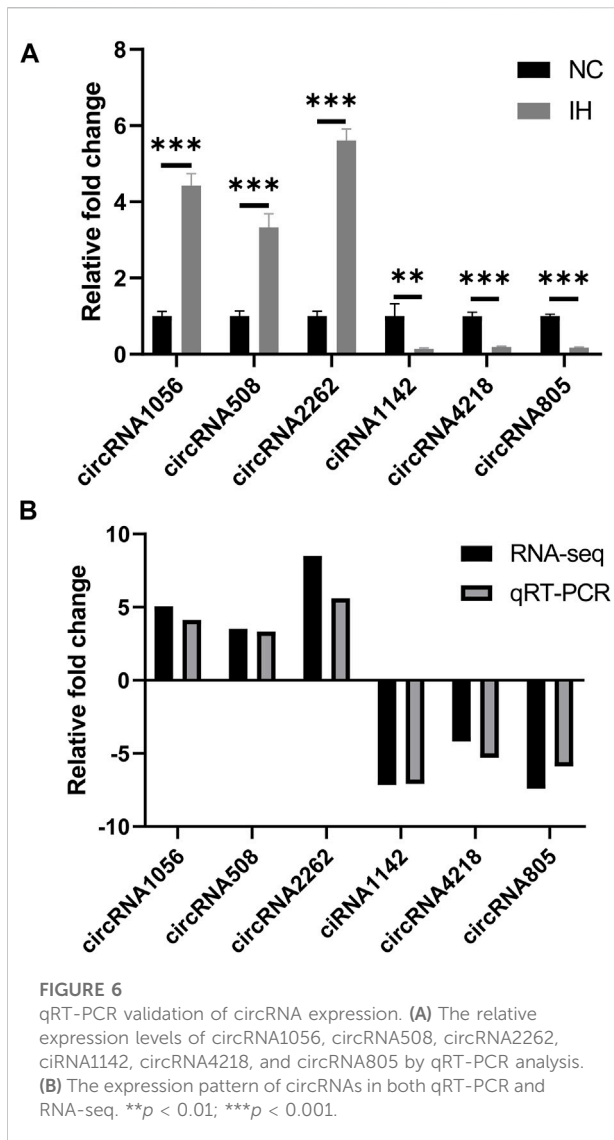 A
8
6
4
2
0
Relative fold change
NC
IH
***
***
***
**
***
***
circRNA1056
circRNA508
circRNA2262
ciRNA1142
circRNA4218
circRNA805
B
10
5
0
-5
-10
Relative fold change
RNA-seq
qRT-PCR
circRNA1056
circRNA508
circRNA2262
ciRNA1142
circRNA4218
circRNA805
FIGURE 6
qRT-PCR validation of circRNA expression. (A) The relative
expression levels of circRNA1056, circRNA508, circRNA2262,
ciRNA1142, circRNA4218, and circRNA805 by qRT-PCR analysis.
(B) The expression pattern of circRNAs in both qRT-PCR and
RNA-seq. **p < 0.01; ***p < 0.001.